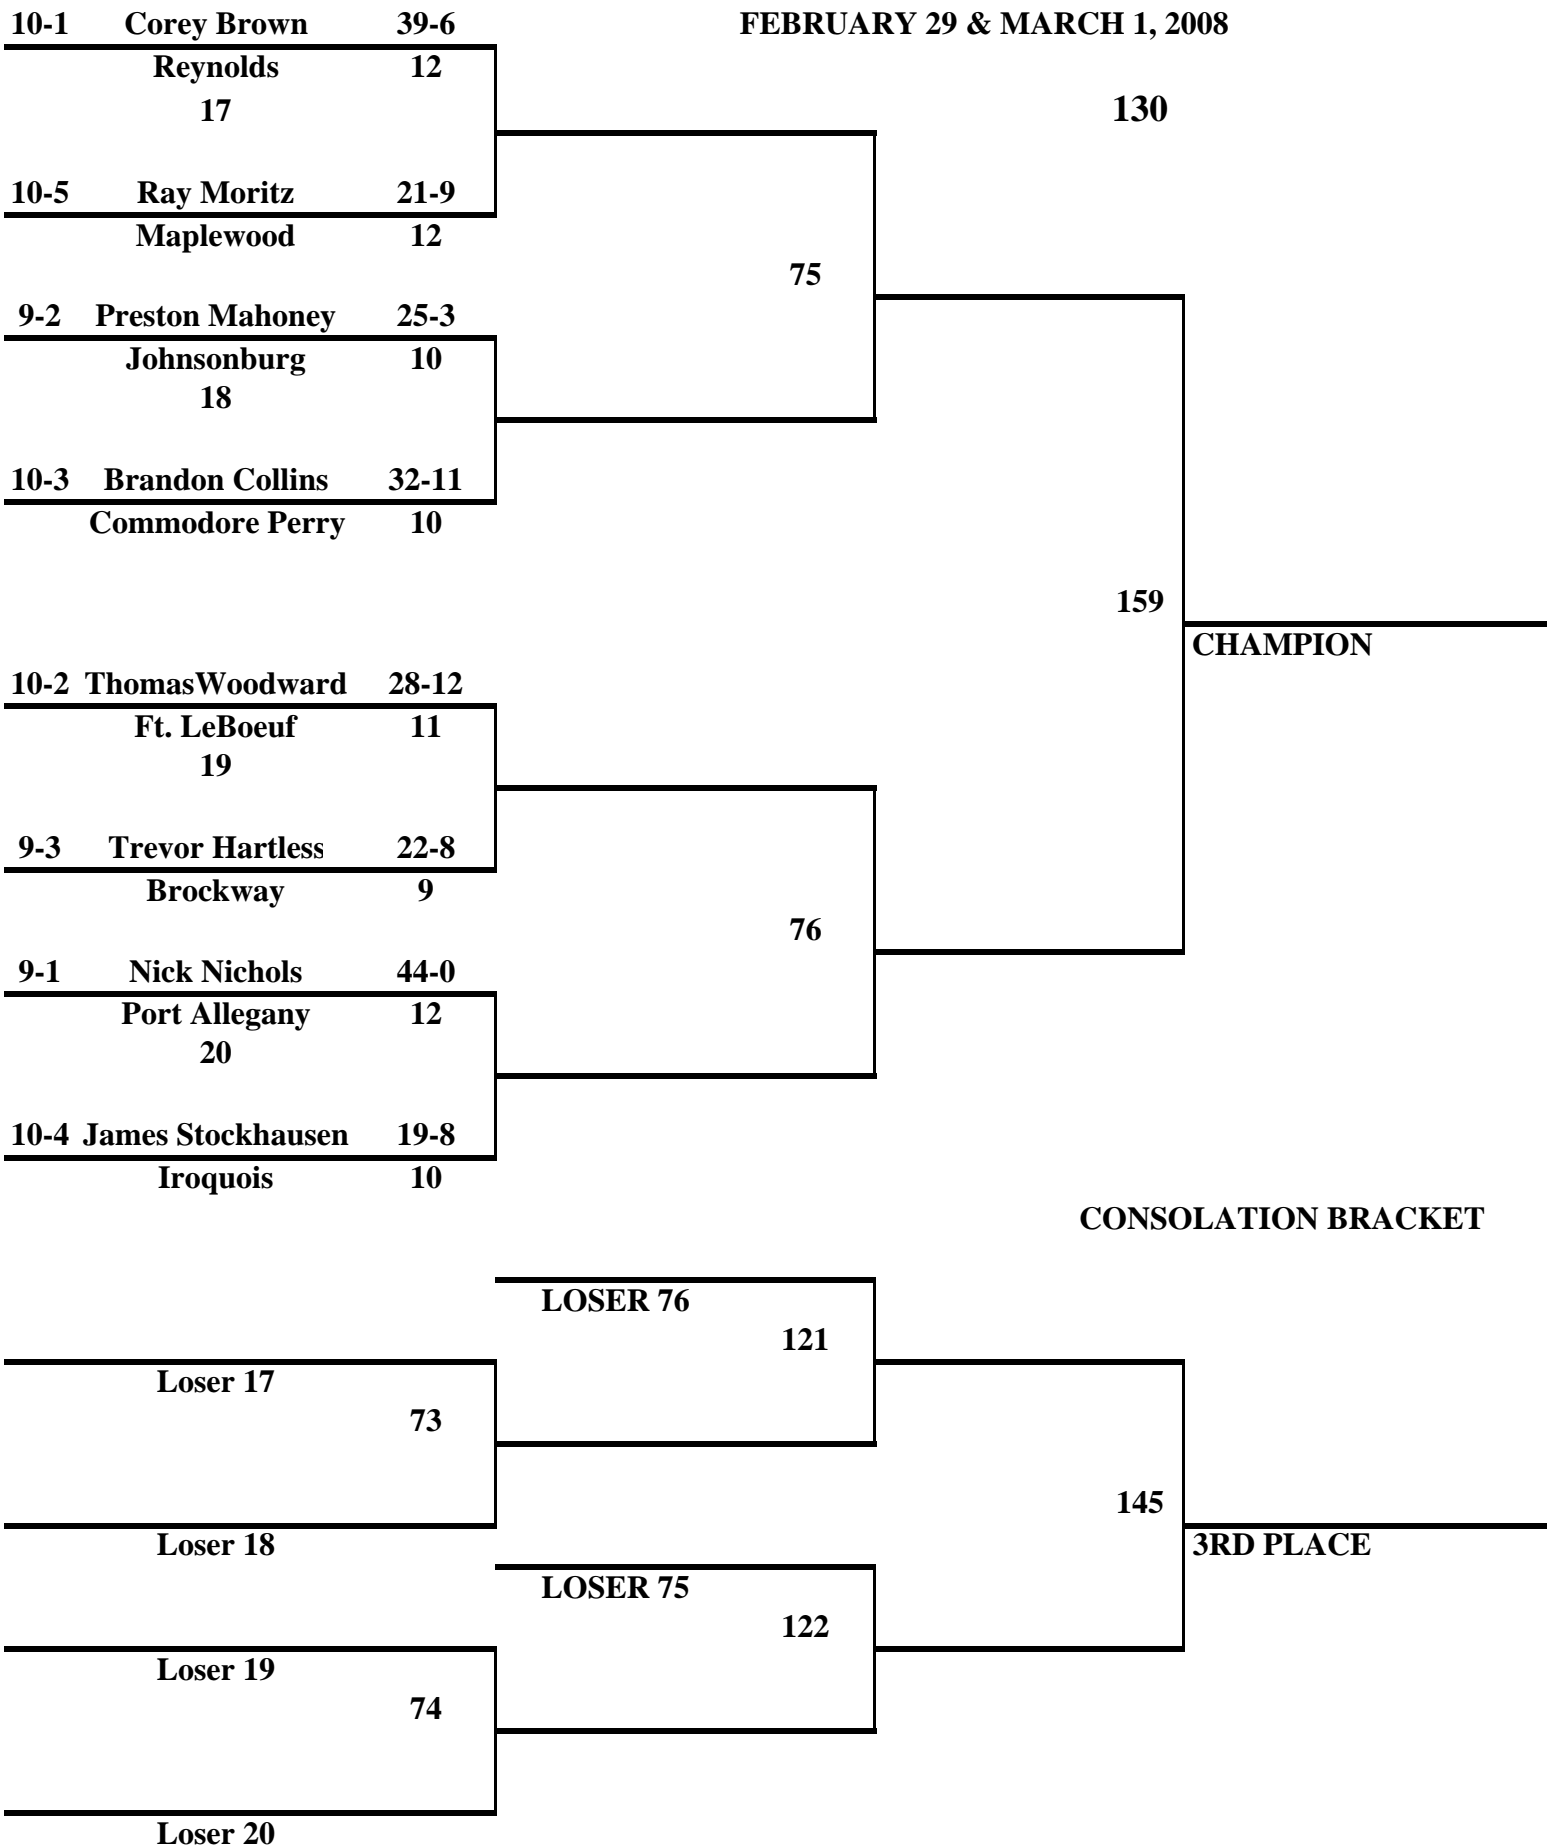 10-1 Corey Brown 39-6 FEBRUARY 29 & MARCH 1, 2008
Reynolds 12
17 130
10-5 Ray Moritz 21-9
Maplewood 12
75
9-2 Preston Mahoney 25-3
Johnsonburg 10
18
10-3 Brandon Collins 32-11
Commodore Perry 10
159
CHAMPION
10-2 ThomasWoodward 28-12
Ft. LeBoeuf 11
19
9-3 Trevor Hartless 22-8
Brockway 9
76
9-1 Nick Nichols 44-0
Port Allegany 12
20
10-4 James Stockhausen 19-8
Iroquois 10
CONSOLATION BRACKET
LOSER 76
121
Loser 17
73
145
Loser 18 3RD PLACE
LOSER 75
122
Loser 19
74
Loser 20